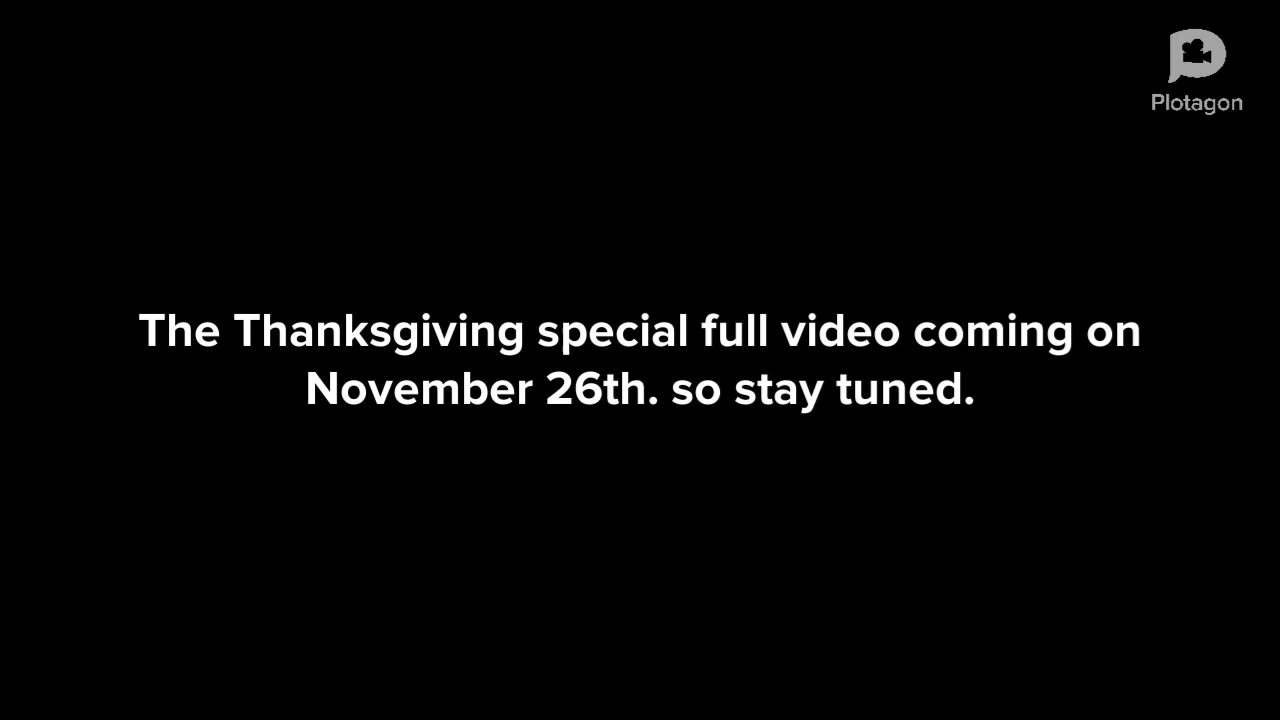 Plotagon
The Thanksgiving special full video coming on
November 26th. so stay tuned.